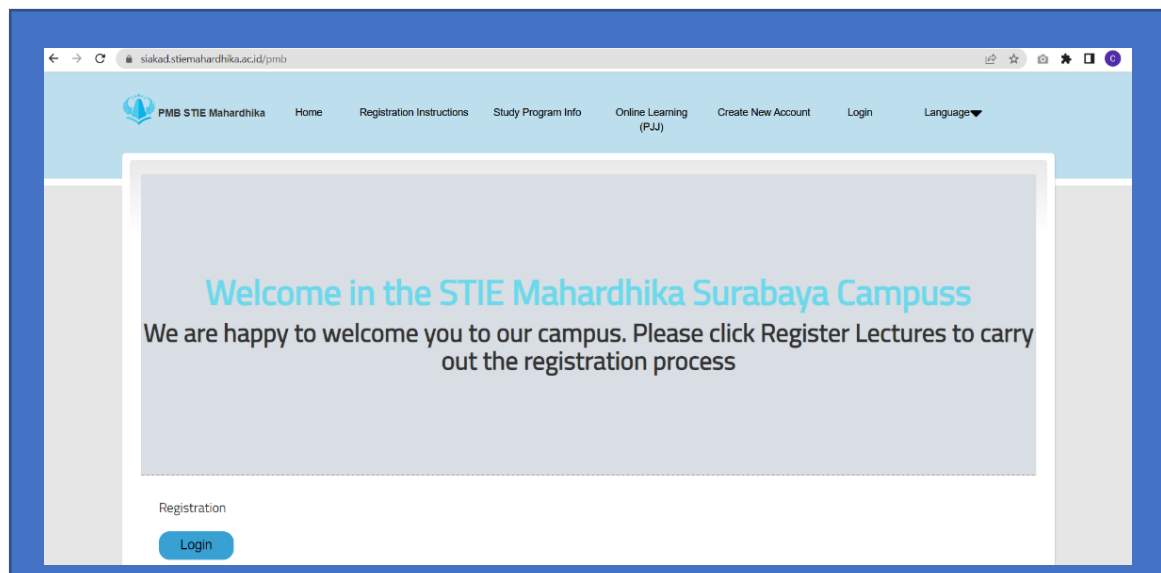 siakad.stiemahardhika.ac.id/pmb
C
PMB STIE Mahardhika Home Registration Instructions Study Program Info Online Learning (PJJ) Create New Account Login Language
Welcome in the STIE Mahardhika Surabaya Campuss
We are happy to welcome you to our campus. Please click Register Lectures to carry
out the registration process
Registration
Login